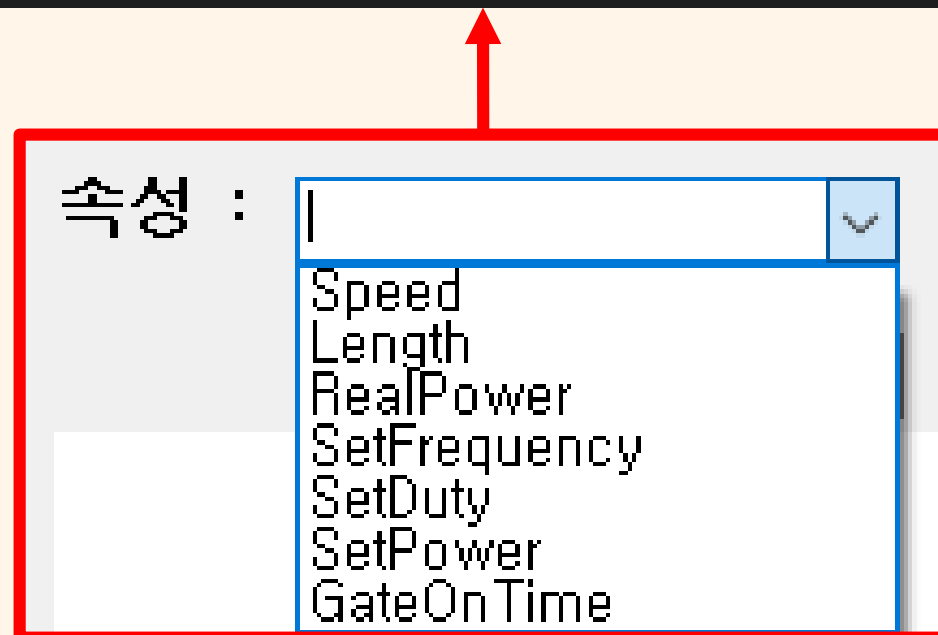 속성 :
Speed
Length
RealPower
SetFrequency
SetDuty
SetPower
GateOnTime